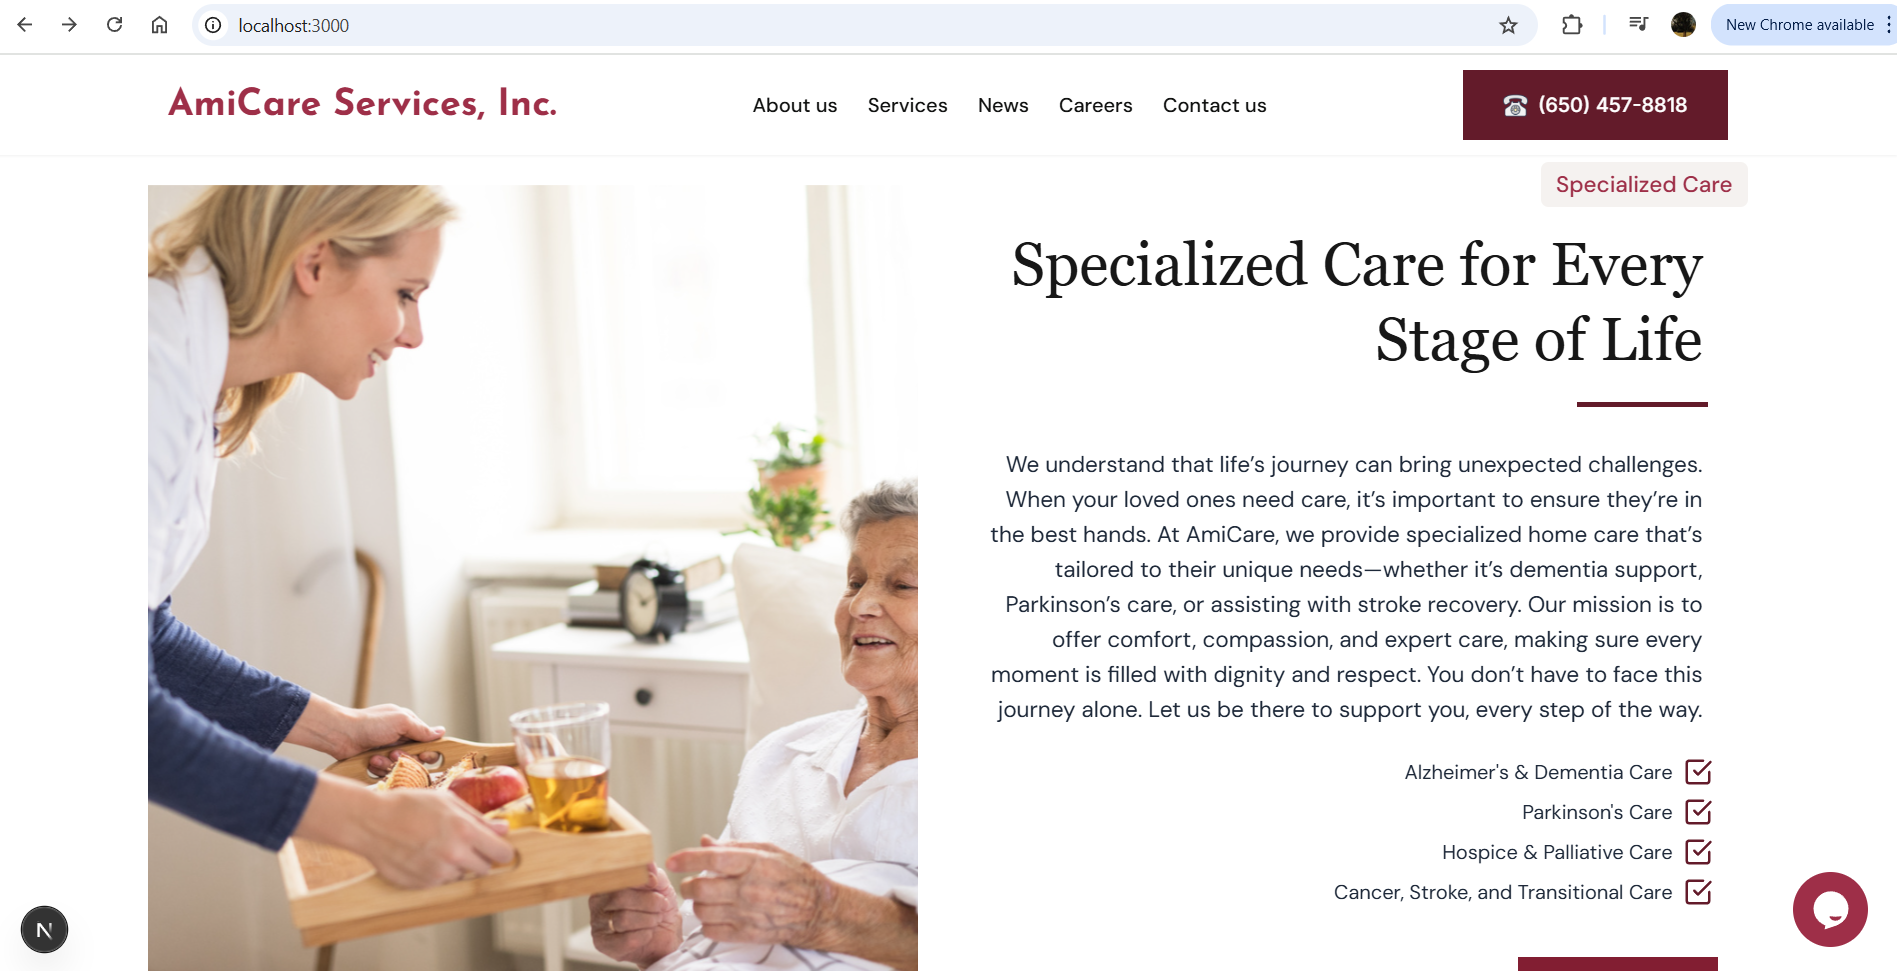 localhost:3000
New Chrome available
AmiCare Services, Inc.
About us
Services
News
Careers
Contact us
(650) 457-8818
Specialized Care
Specialized Care for Every
Stage of Life
We understand that life’s journey can bring unexpected challenges.
When your loved ones need care, it’s important to ensure they’re in
the best hands. At AmiCare, we provide specialized home care that’s
tailored to their unique needs—whether it’s dementia support,
Parkinson’s care, or assisting with stroke recovery. Our mission is to
offer comfort, compassion, and expert care, making sure every
moment is filled with dignity and respect. You don’t have to face this
journey alone. Let us be there to support you, every step of the way.
Alzheimer's & Dementia Care
Parkinson's Care
Hospice & Palliative Care
Cancer, Stroke, and Transitional Care
N